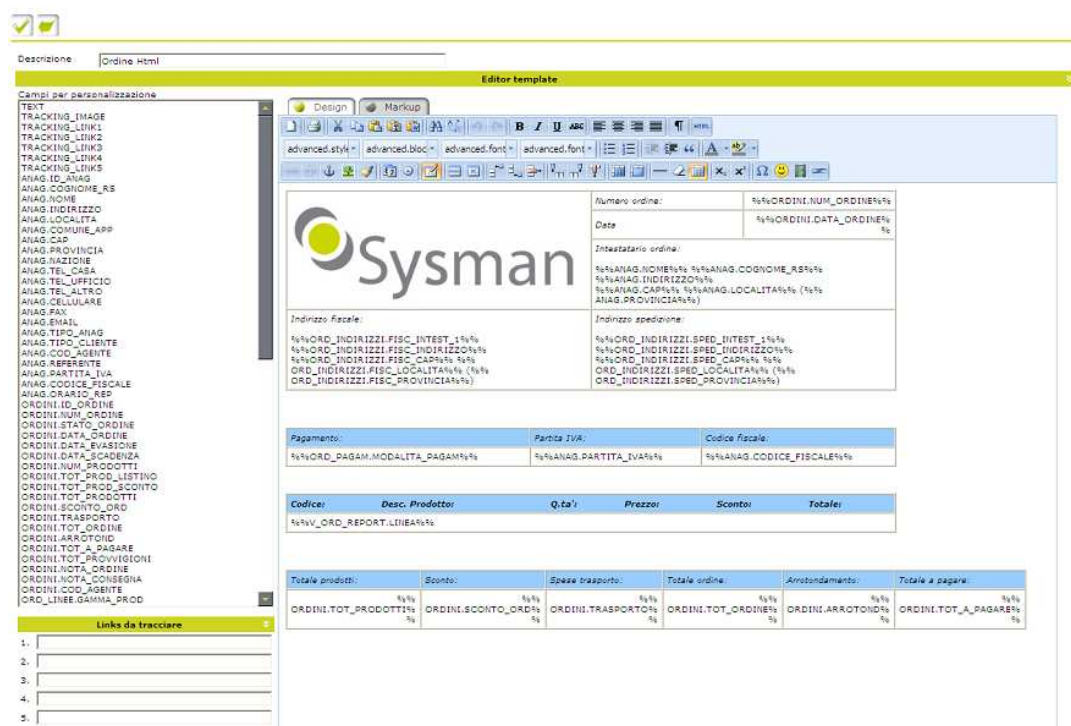 Descrizione
Ordine Html
Editor template
Campi per personalizzazione
TEXT
TRACKING_IMAGE
TRACKING_LINK1
TRACKING_LINK2
TRACKING_LINK3
TRACKING_LINK4
TRACKING_LINK5
ANAG.ID_ANAG
ANAG.COGNOME_RS
ANAG.NOME
ANAG.INDIRIZZO
ANAG.LOCALITA
ANAG.COMUNE_APP
ANAG.CAP
ANAG.PROVINCIA
ANAG.NAZIONE
ANAG.TEL_CASA
ANAG.TEL_UFFICIO
ANAG.TEL_ALTRO
ANAG.CELLULARE
ANAG.FAX
ANAG.EMAIL
ANAG.TIPO_ANAG
ANAG.TIPO_CLIENTE
ANAG.COD_AGENTE
ANAG.REFERENTE
ANAG.PARTITA_IVA
ANAG.CODICE_FISCALE
ANAG.ORARIO_REP
ORDINI.ID_ORDINE
ORDINI.NUM_ORDINE
ORDINI.STATO_ORDINE
ORDINI.DATA_ORDINE
ORDINI.DATA_EVASIONE
ORDINI.DATA_SCADENZA
ORDINI.NUM_PRODOTTI
ORDINI.TOT_PROD_LISTINO
ORDINI.TOT_PROD_SCONTO
ORDINI.TOT_PRODOTTI
ORDINI.SCONTO_ORD
ORDINI.TRASPORTO
ORDINI.TOT_ORDINE
ORDINI.ARROTOND
ORDINI.TOT_A_PAGARE
ORDINI.TOT_PROVVIGIONI
ORDINI.NOTA_ORDINE
ORDINI.NOTA_CONSEGNA
ORDINI.COD_AGENTE
ORD_LINEE.GAMMA_PROD
Links da tracciare
1.
2.
3.
4.
5.
Design Markup
B I U ABC ¶ HTML
advanced.style advanced.bloc advanced.font advanced.font
Sysman
Numero ordine: %%ORDINI.NUM_ORDINE%%
Data %%ORDINI.DATA_ORDINE%
%
Intestatario ordine:
%%ANAG.NOME%% %%ANAG.COGNOME_RS%%
%%ANAG.INDIRIZZO%%
%%ANAG.CAP%% %%ANAG.LOCALITA%% (%%
ANAG.PROVINCIA%%)
Indirizzo fiscale:
%%ORD_INDIRIZZI.FISC_INTEST_1%%
%%ORD_INDIRIZZI.FISC_INDIRIZZO%%
%%ORD_INDIRIZZI.FISC_CAP%% %%
ORD_INDIRIZZI.FISC_LOCALITA%% (%%
ORD_INDIRIZZI.FISC_PROVINCIA%%)
Indirizzo spedizione:
%%ORD_INDIRIZZI.SPED_INTEST_1%%
%%ORD_INDIRIZZI.SPED_INDIRIZZO%%
%%ORD_INDIRIZZI.SPED_CAP%% %%
ORD_INDIRIZZI.SPED_LOCALITA%% (%%
ORD_INDIRIZZI.SPED_PROVINCIA%%)
Pagamento: Partita IVA: Codice fiscale:
%%ORD_PAGAM.MODALITA_PAGAM%% %%ANAG.PARTITA_IVA%% %%ANAG.CODICE_FISCALE%%
Codice: Desc. Prodotto: Q.ta': Prezzo: Sconto: Totale:
%%V_ORD_REPORT.LINEA%%
Totale prodotti: Sconto: Spese trasporto: Totale ordine: Arrotondamento: Totale a pagare:
%% %% %% %% %% %%
ORDINI.TOT_PRODOTTI% ORDINI.SCONTO_ORD% ORDINI.TRASPORTO% ORDINI.TOT_ORDINE% ORDINI.ARROTOND% ORDINI.TOT_A_PAGARE%
% % % % % %